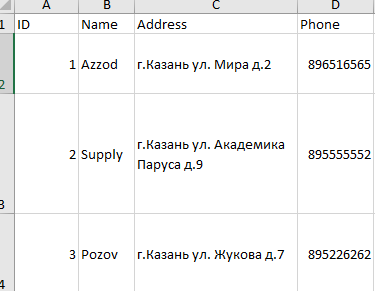 A B C D
1 ID Name Address Phone
2 1 Azzod г.Казань ул. Мира д.2 896516565
3 2 Supply г.Казань ул. Академика
Паруса д.9 895555552
4 3 Pozov г.Казань ул. Жукова д.7 895226262